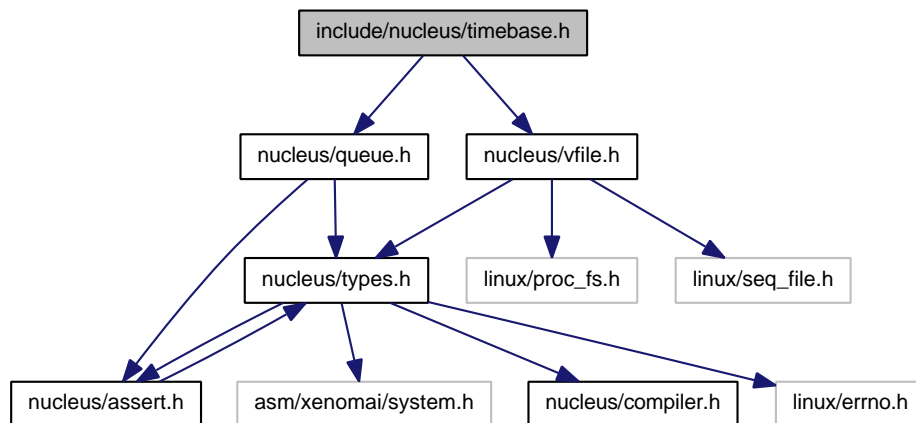 include/nucleus/timebase.h
nucleus/queue.h
nucleus/vfile.h
nucleus/types.h
linux/proc_fs.h
linux/seq_file.h
nucleus/assert.h
asm/xenomai/system.h
nucleus/compiler.h
linux/errno.h